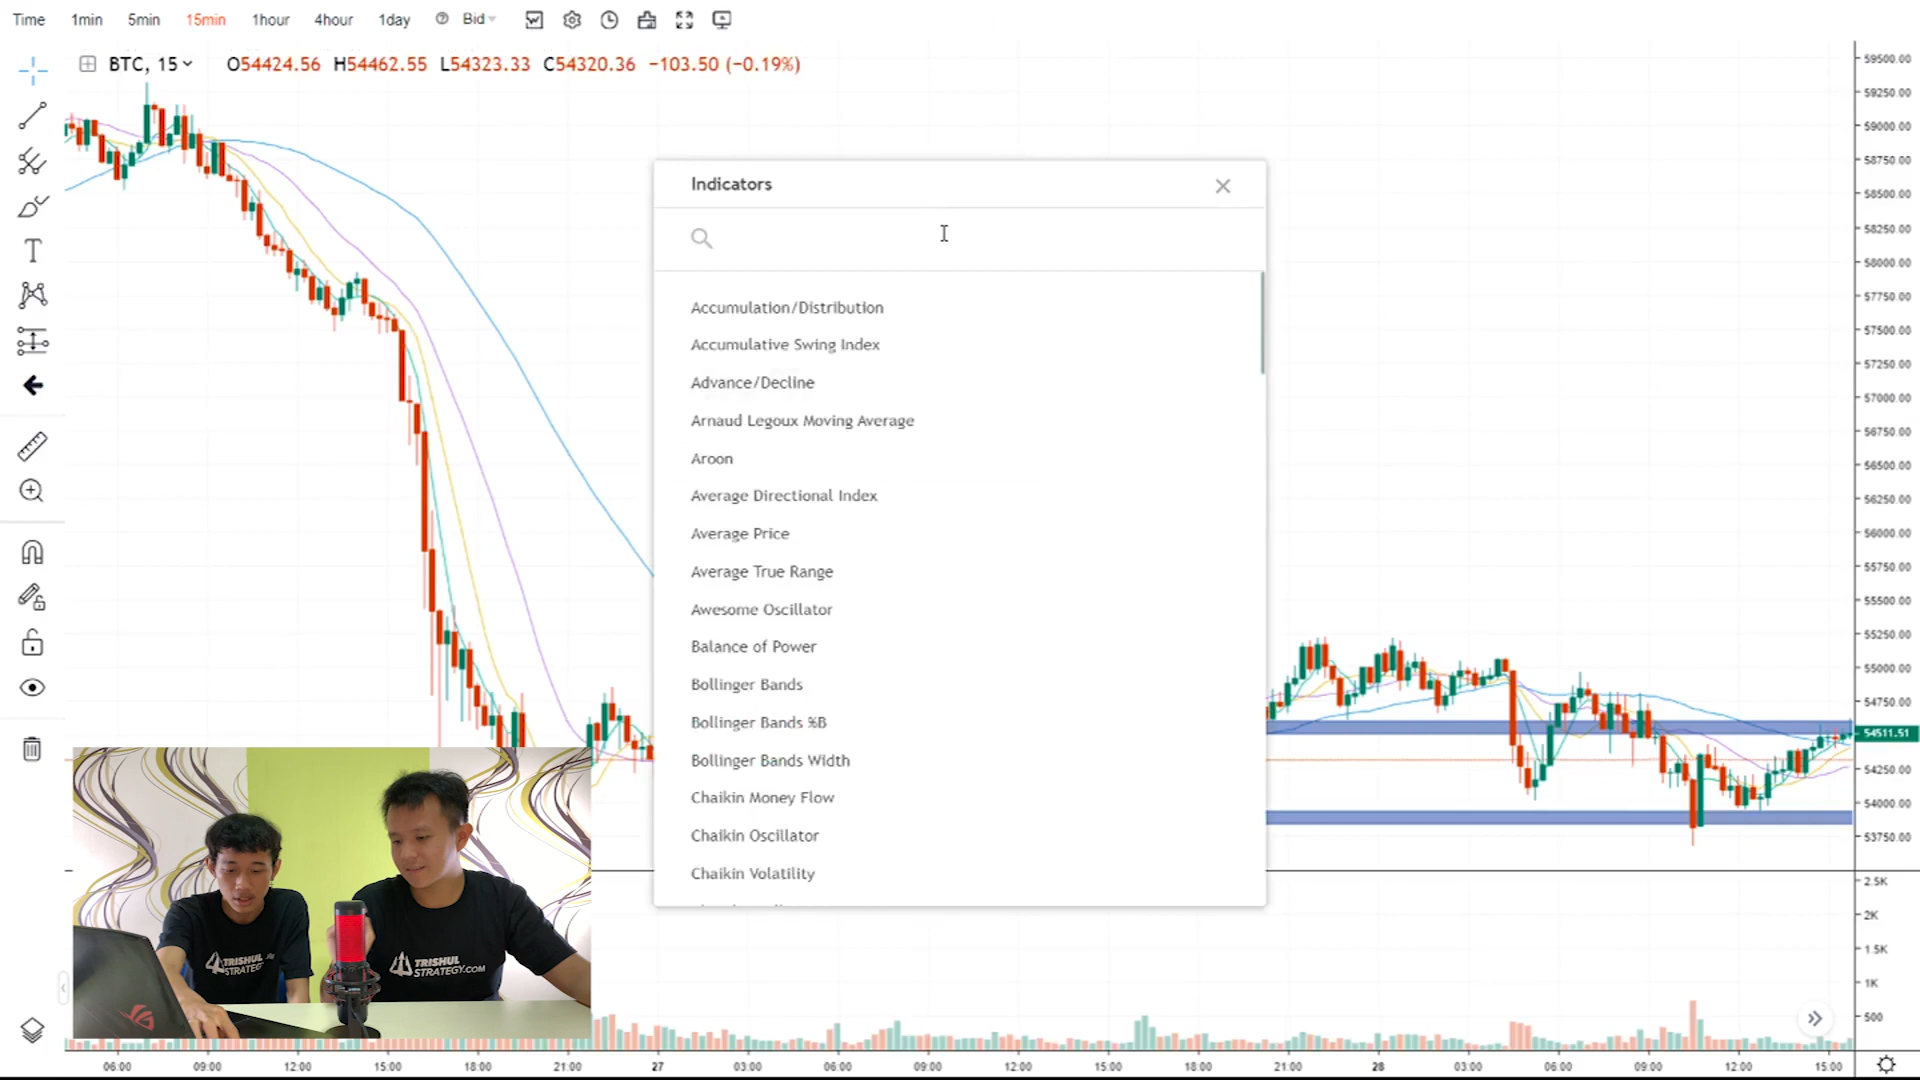 Time 1min 5min 15min 1hour 4hour 1day Bid
BTC, 15 O54424.56 H54462.55 L54323.33 C54320.36 −103.50 (−0.19%)
Indicators
Accumulation/Distribution
Accumulative Swing Index
Advance/Decline
Arnaud Legoux Moving Average
Aroon
Average Directional Index
Average Price
Average True Range
Awesome Oscillator
Balance of Power
Bollinger Bands
Bollinger Bands %B
Bollinger Bands Width
Chaikin Money Flow
Chaikin Oscillator
Chaikin Volatility
59500.00
59250.00
59000.00
58750.00
58500.00
58250.00
58000.00
57750.00
57500.00
57250.00
57000.00
56750.00
56500.00
56250.00
56000.00
55750.00
55500.00
55250.00
55000.00
54750.00
54511.51
54250.00
54000.00
53750.00
2.5K
2K
1.5K
1K
500
TRISHUL
STRATEGY
TRISHUL
STRATEGY.COM
06:00 09:00 12:00 15:00 18:00 21:00 27 03:00 06:00 09:00 12:00 15:00 18:00 21:00 28 03:00 06:00 09:00 12:00 15:00